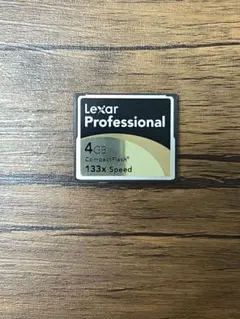 Lexar
Professional
4GB
CompactFlash®
133x Speed